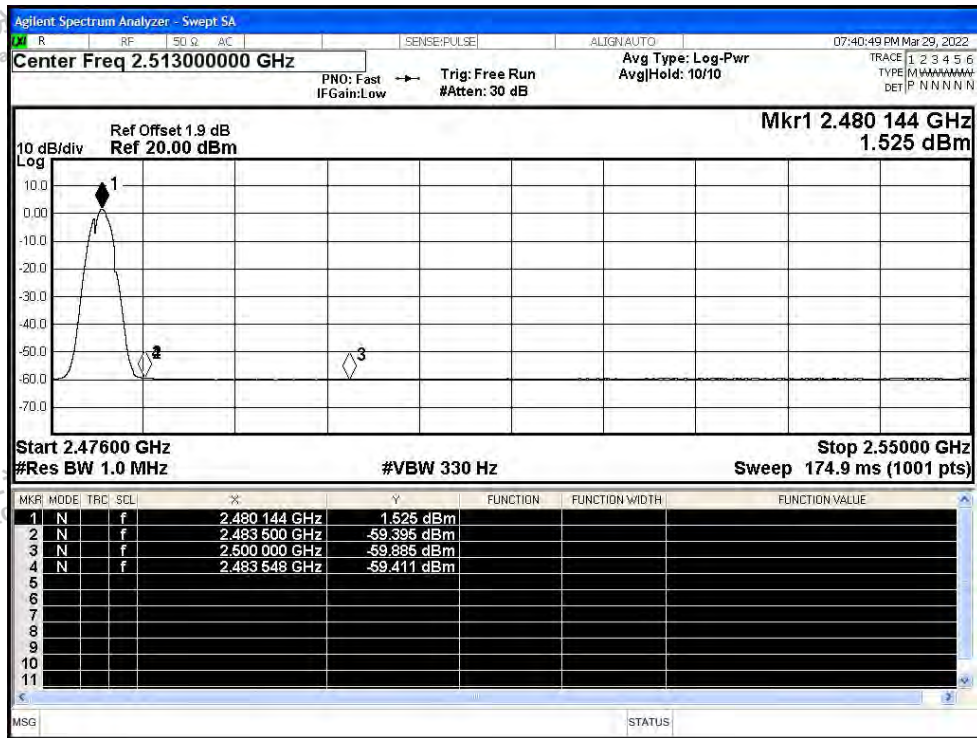 Agilent Spectrum Analyzer - Swept SA
LXI R RF 50 Ω AC SENSE:PULSE ALIGNAUTO 07:40:49 PM Mar 29, 2022
Center Freq 2.513000000 GHz
PNO: Fast Trig: Free Run Avg Type: Log-Pwr TRACE 1 2 3 4 5 6
IFGain:Low #Atten: 30 dB Avg|Hold: 10/10 TYPE MWWWWW
DET P N N N N N
Mkr1 2.480 144 GHz
Ref Offset 1.9 dB
10 dB/div Ref 20.00 dBm 1.525 dBm
Log
10.0
0.00
-10.0
-20.0
-30.0
-40.0
-50.0
-60.0
-70.0
1
3
Start 2.47600 GHz Stop 2.55000 GHz
#Res BW 1.0 MHz #VBW 330 Hz Sweep 174.9 ms (1001 pts)
MKR MODE TRC SCL X Y FUNCTION FUNCTION WIDTH FUNCTION VALUE
1 N f 2.480 144 GHz 1.525 dBm
2 N f 2.483 500 GHz -59.395 dBm
3 N f 2.500 000 GHz -59.885 dBm
4 N f 2.483 548 GHz -59.411 dBm
5
6
7
8
9
10
11
MSG STATUS